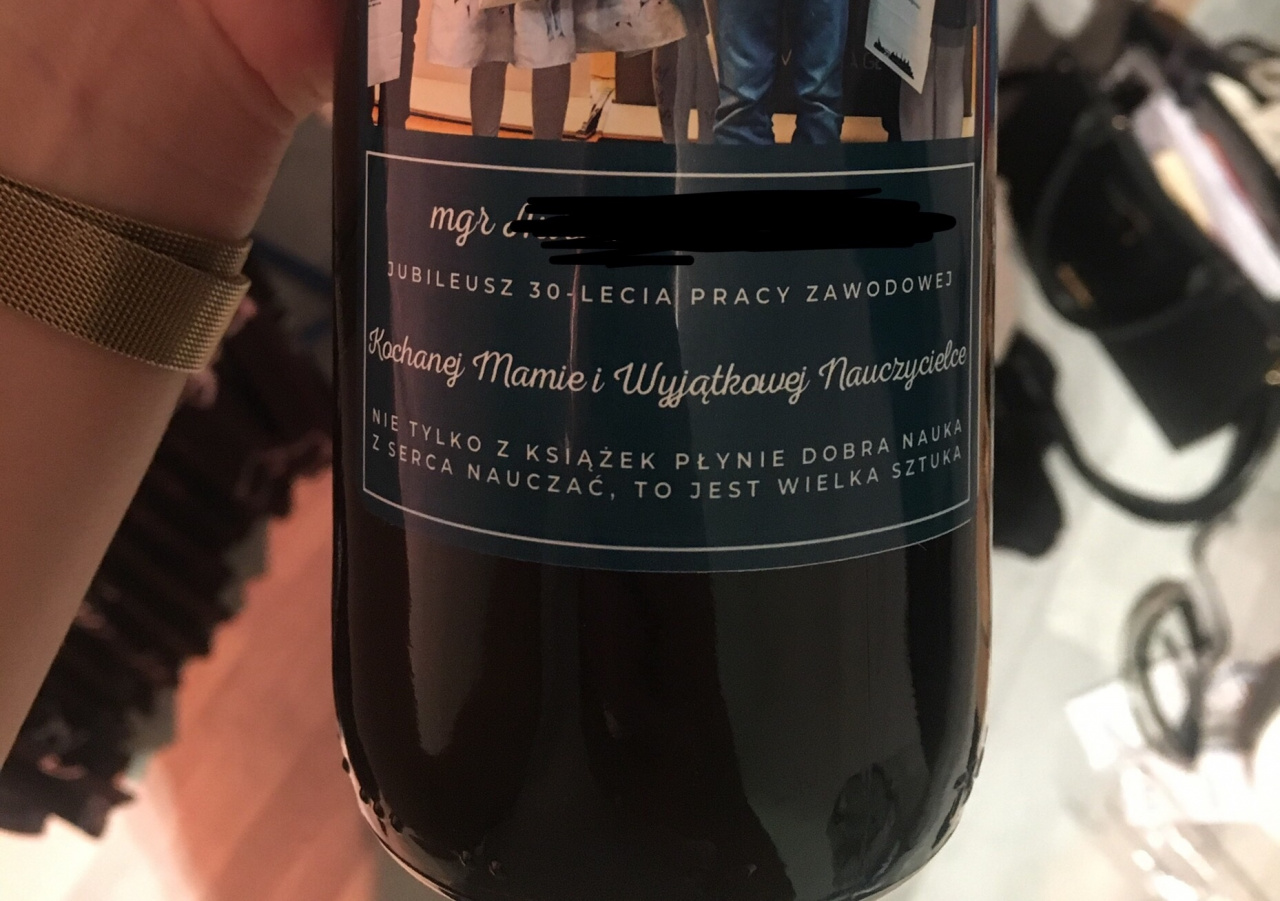 mgr
JUBILEUSZ 30-LECIA PRACY ZAWODOWEJ
Kochanej Mamie i Wyjątkowej Nauczycielce
NIE TYLKO Z KSIĄŻEK PŁYNIE DOBRA NAUKA
Z SERCA NAUCZAĆ, TO JEST WIELKA SZTUKA